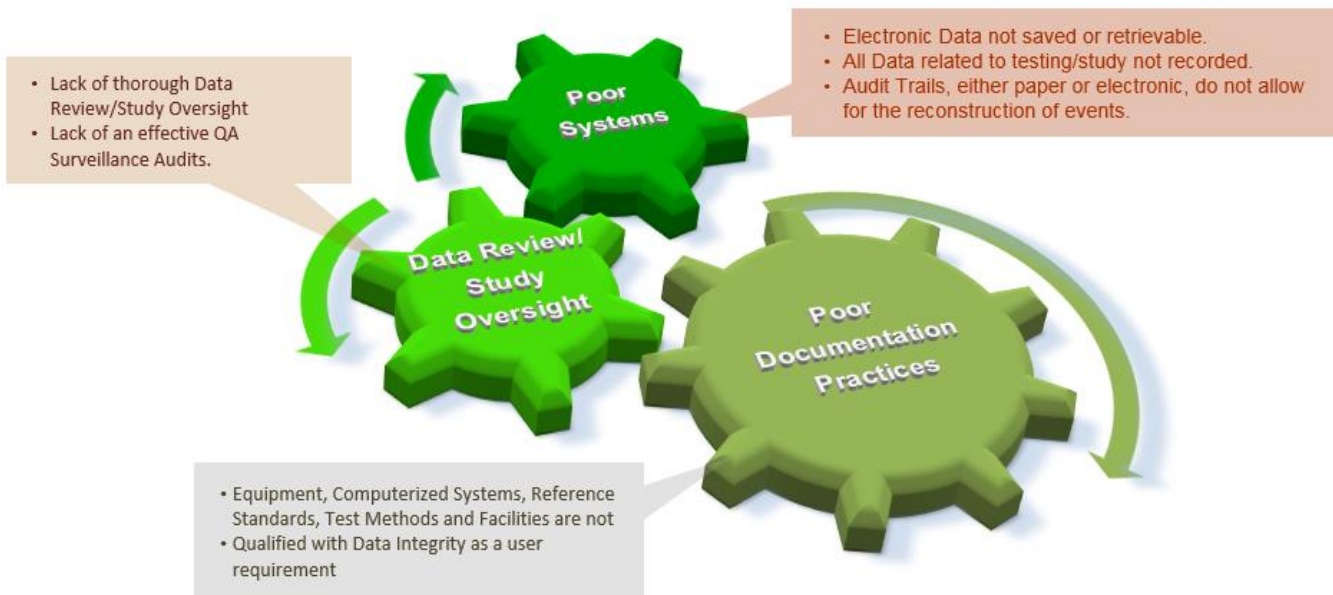 • Lack of thorough Data
Review/Study Oversight
• Lack of an effective QA
Surveillance Audits.
Poor
Systems
• Electronic Data not saved or retrievable.
• All Data related to testing/study not recorded.
• Audit Trails, either paper or electronic, do not allow
for the reconstruction of events.
Data Review/
Study
Oversight
Poor
Documentation
Practices
• Equipment, Computerized Systems, Reference
Standards, Test Methods and Facilities are not
• Qualified with Data Integrity as a user
requirement